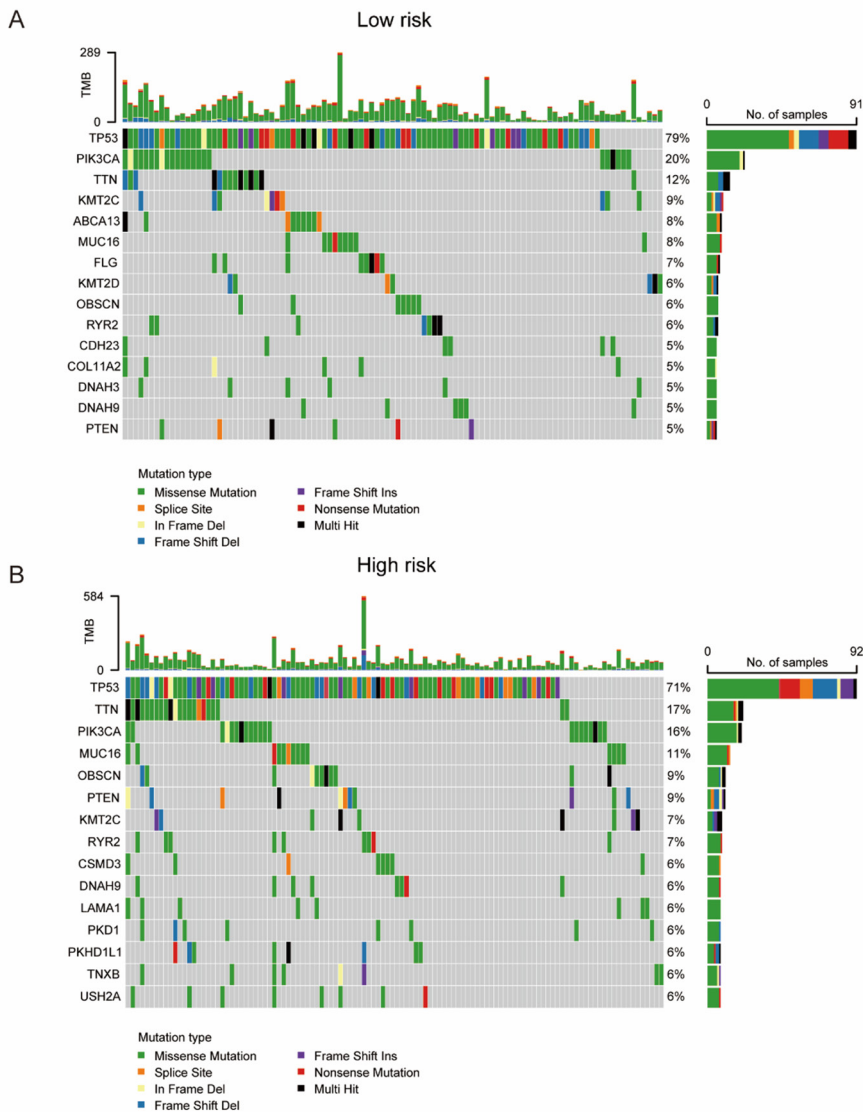 A
Low risk
289
0
TMB
0
91
No. of samples
TP53 79%
PIK3CA 20%
TTN 12%
KMT2C 9%
ABCA13 8%
MUC16 8%
FLG 7%
KMT2D 6%
OBSCN 6%
RYR2 6%
CDH23 5%
COL11A2 5%
DNAH3 5%
DNAH9 5%
PTEN 5%
Mutation type
Missense Mutation
Splice Site
In Frame Del
Frame Shift Del
Frame Shift Ins
Nonsense Mutation
Multi Hit
B
High risk
584
0
TMB
0
92
No. of samples
TP53 71%
TTN 17%
PIK3CA 16%
MUC16 11%
OBSCN 9%
PTEN 9%
KMT2C 7%
RYR2 7%
CSMD3 6%
DNAH9 6%
LAMA1 6%
PKD1 6%
PKHD1L1 6%
TNXB 6%
USH2A 6%
Mutation type
Missense Mutation
Splice Site
In Frame Del
Frame Shift Del
Frame Shift Ins
Nonsense Mutation
Multi Hit